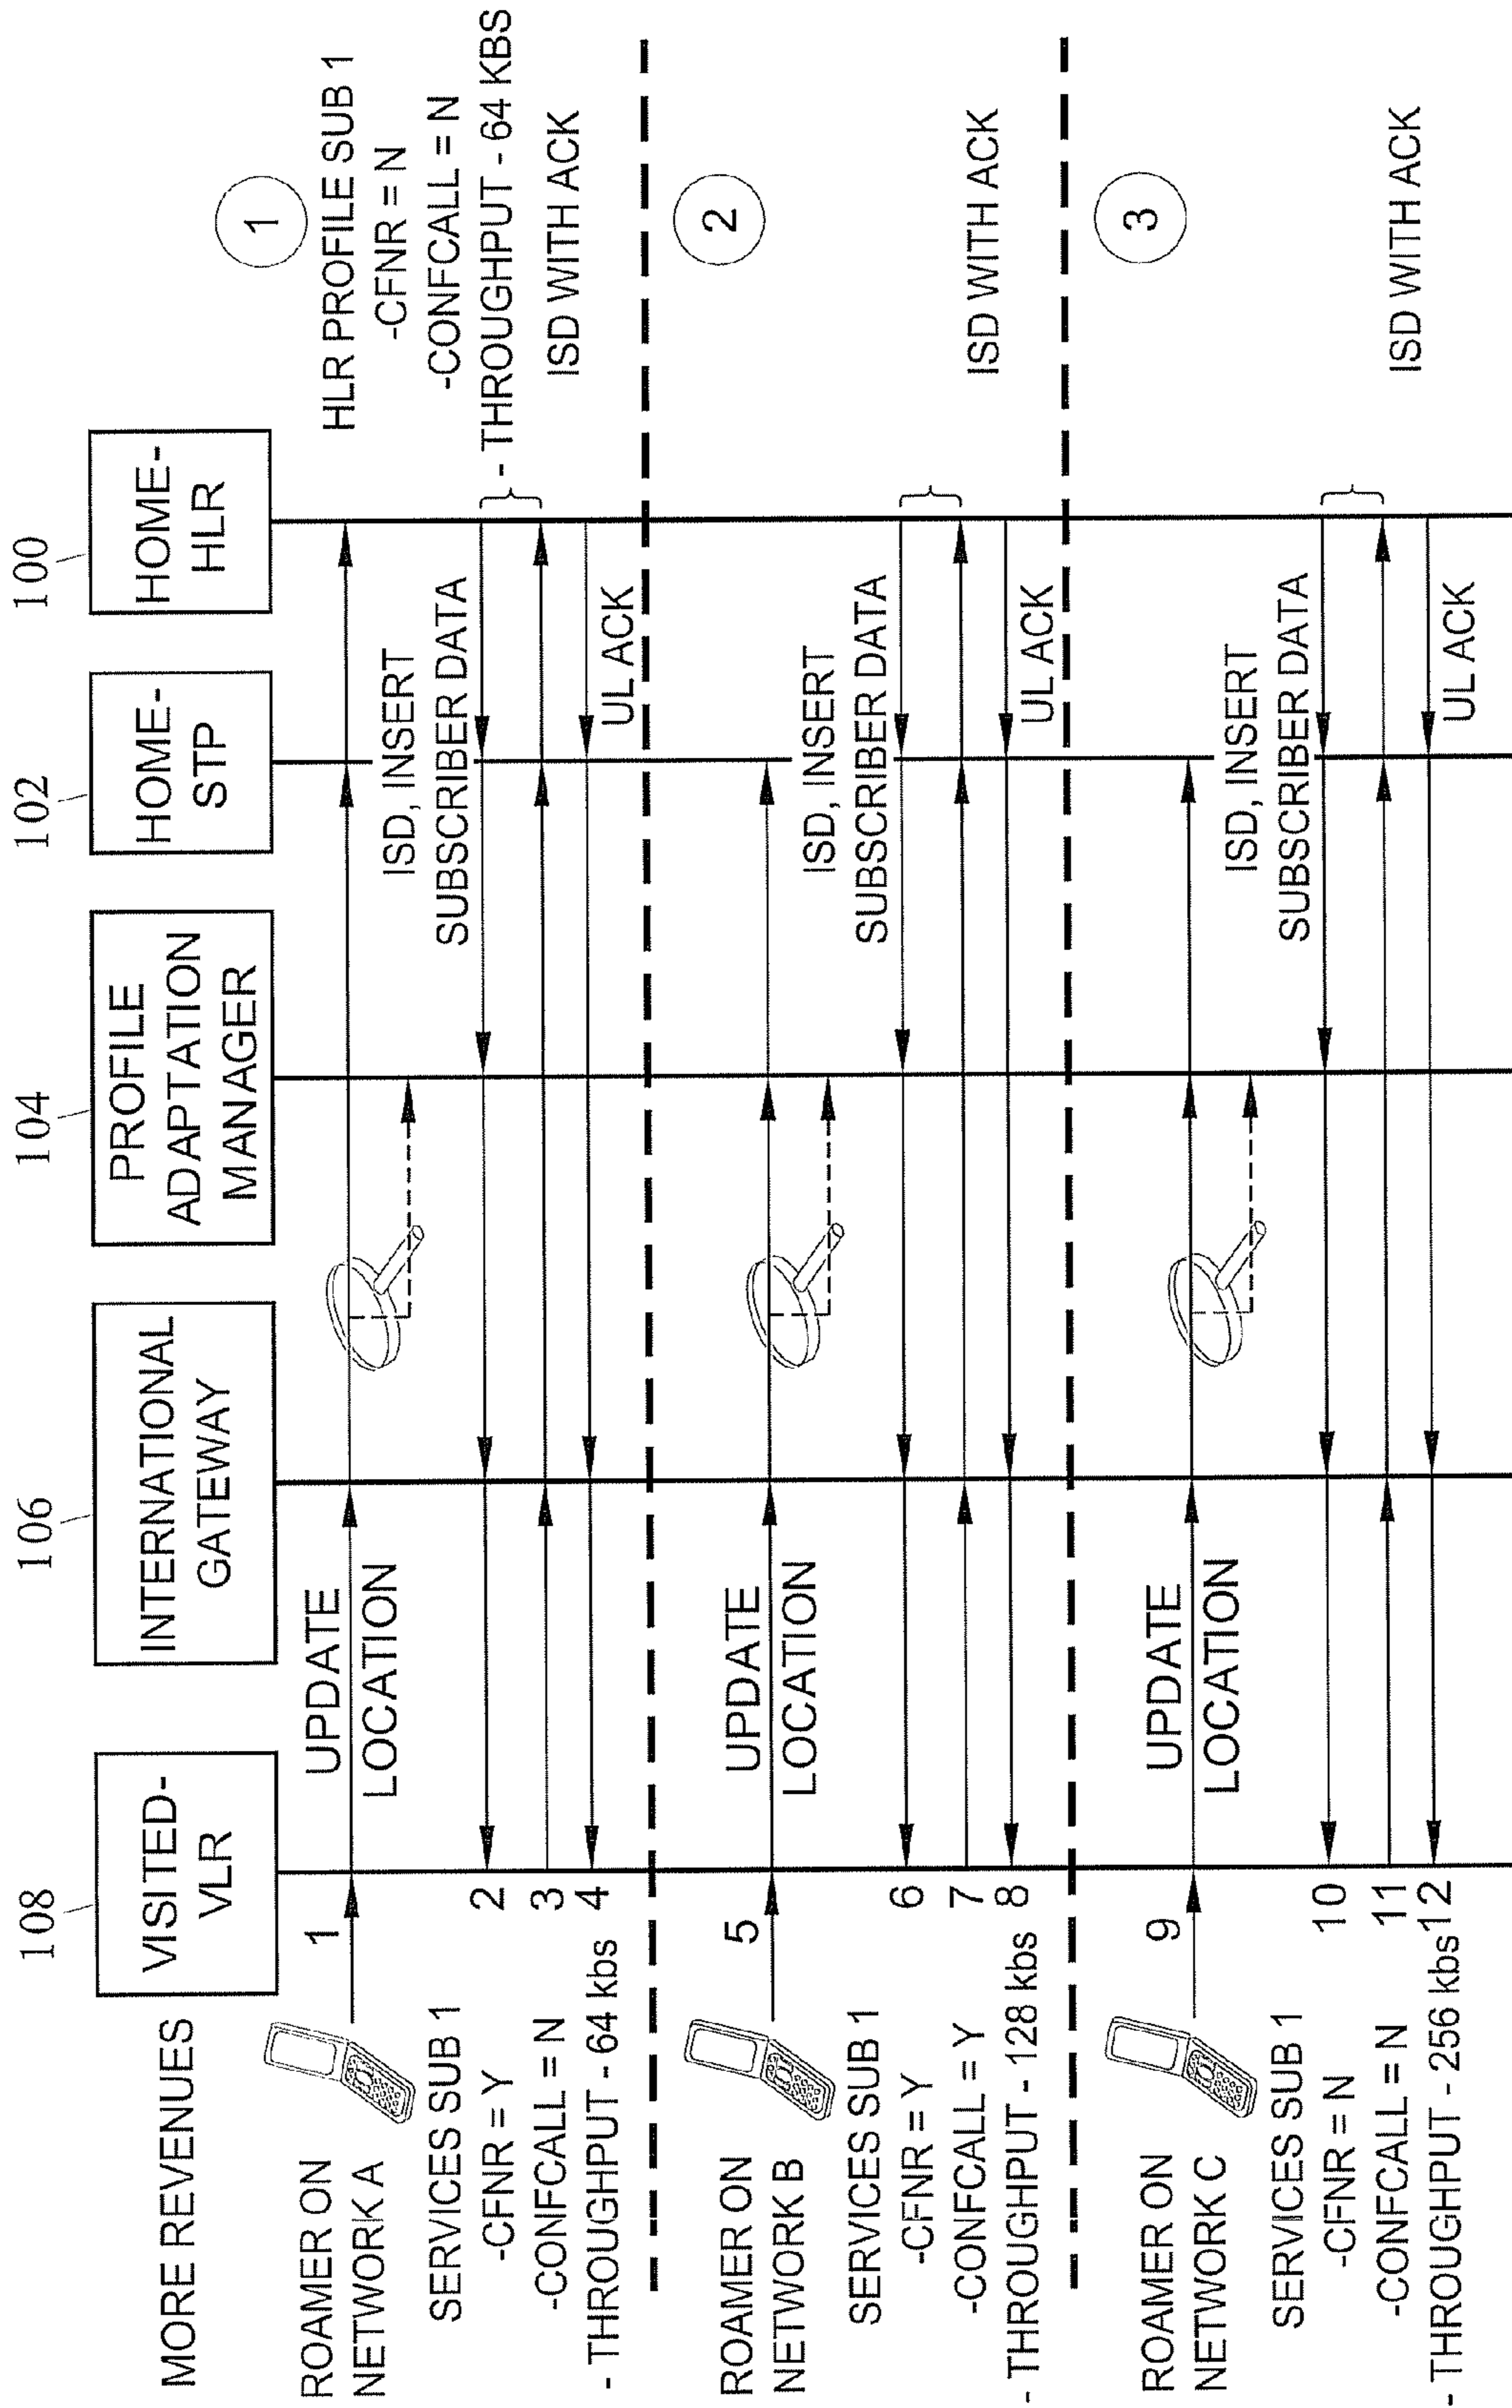 100
102
104
106
108
HOME-
HLR
HOME-
STP
PROFILE
ADAPTATION
MANAGER
INTERNATIONAL
GATEWAY
VISITED-
VLR
MORE REVENUES
1
HLR PROFILE SUB 1
-CFNR = N
-CONFCALL = N
- THROUGHPUT - 64 KBS
ISD WITH ACK
ISD, INSERT
SUBSCRIBER DATA
UL ACK
UPDATE
LOCATION
1
2
3
4
ROAMER ON
NETWORK A
SERVICES SUB 1
-CFNR = Y
-CONFCALL = N
- THROUGHPUT - 64 kbs
2
ISD WITH ACK
ISD, INSERT
SUBSCRIBER DATA
UL ACK
UPDATE
LOCATION
5
6
7
8
ROAMER ON
NETWORK B
SERVICES SUB 1
-CFNR = Y
-CONFCALL = Y
- THROUGHPUT - 128 kbs
3
ISD WITH ACK
ISD, INSERT
SUBSCRIBER DATA
UL ACK
UPDATE
LOCATION
9
10
11
12
ROAMER ON
NETWORK C
SERVICES SUB 1
-CFNR = N
-CONFCALL = N
- THROUGHPUT - 256 kbs